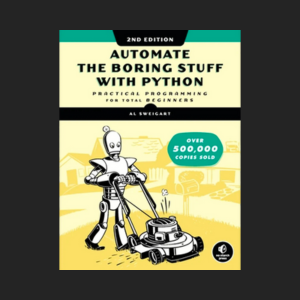 2ND EDITION
AUTOMATE
THE BORING STUFF
WITH PYTHON
PRACTICAL PROGRAMMING
FOR TOTAL BEGINNERS
AL SWEIGART
OVER
500,000
COPIES SOLD